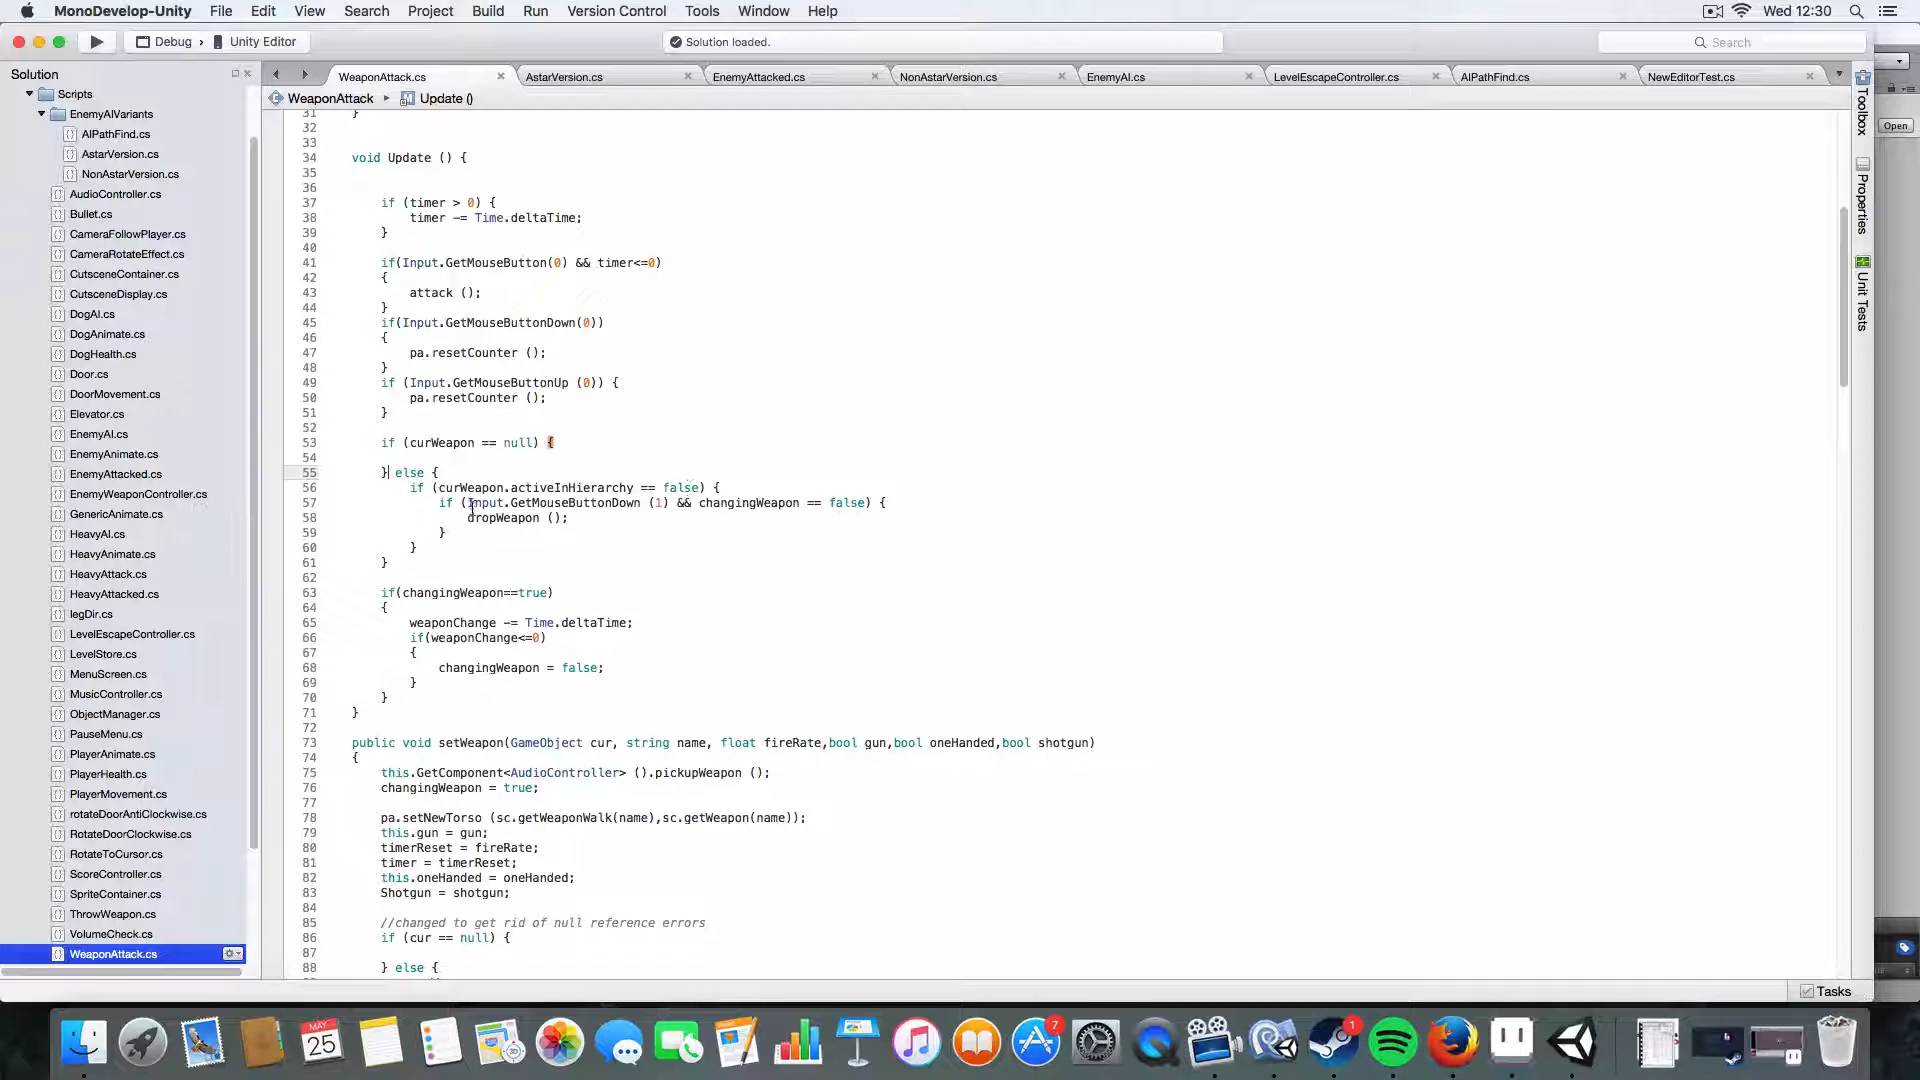 MonoDevelop-Unity File Edit View Search Project Build Run Version Control Tools Window Help Wed 12:30
Debug › Unity Editor Solution loaded. Search
Solution
WeaponAttack.cs AstarVersion.cs EnemyAttacked.cs NonAstarVersion.cs EnemyAI.cs LevelEscapeController.cs AIPathFind.cs NewEditorTest.cs
WeaponAttack Update ()
Scripts
EnemyAIVariants
AIPathFind.cs
AstarVersion.cs
NonAstarVersion.cs
AudioController.cs
Bullet.cs
CameraFollowPlayer.cs
CameraRotateEffect.cs
CutsceneContainer.cs
CutsceneDisplay.cs
DogAI.cs
DogAnimate.cs
DogHealth.cs
Door.cs
DoorMovement.cs
Elevator.cs
EnemyAI.cs
EnemyAnimate.cs
EnemyAttacked.cs
EnemyWeaponController.cs
GenericAnimate.cs
HeavyAI.cs
HeavyAnimate.cs
HeavyAttack.cs
HeavyAttacked.cs
legDir.cs
LevelEscapeController.cs
LevelStore.cs
MenuScreen.cs
MusicController.cs
ObjectManager.cs
PauseMenu.cs
PlayerAnimate.cs
PlayerHealth.cs
PlayerMovement.cs
rotateDoorAntiClockwise.cs
RotateDoorClockwise.cs
RotateToCursor.cs
ScoreController.cs
SpriteContainer.cs
ThrowWeapon.cs
VolumeCheck.cs
WeaponAttack.cs
31 }
32
33
34 void Update () {
35
36
37 if (timer > 0) {
38 timer -= Time.deltaTime;
39 }
40
41 if(Input.GetMouseButton(0) && timer<=0)
42 {
43 attack ();
44 }
45 if(Input.GetMouseButtonDown(0))
46 {
47 pa.resetCounter ();
48 }
49 if (Input.GetMouseButtonUp (0)) {
50 pa.resetCounter ();
51 }
52
53 if (curWeapon == null) {
54
55 } else {
56 if (curWeapon.activeInHierarchy == false) {
57 if (Input.GetMouseButtonDown (1) && changingWeapon == false) {
58 dropWeapon ();
59 }
60 }
61 }
62
63 if(changingWeapon==true)
64 {
65 weaponChange -= Time.deltaTime;
66 if(weaponChange<=0)
67 {
68 changingWeapon = false;
69 }
70 }
71 }
72
73 public void setWeapon(GameObject cur, string name, float fireRate,bool gun,bool oneHanded,bool shotgun)
74 {
75 this.GetComponent<AudioController> ().pickupWeapon ();
76 changingWeapon = true;
77
78 pa.setNewTorso (sc.getWeaponWalk(name),sc.getWeapon(name));
79 this.gun = gun;
80 timerReset = fireRate;
81 timer = timerReset;
82 this.oneHanded = oneHanded;
83 Shotgun = shotgun;
84
85 //changed to get rid of null reference errors
86 if (cur == null) {
87
88 } else {
Toolbox
Properties
Unit Tests
Open
Tasks
MAY
25
7
1